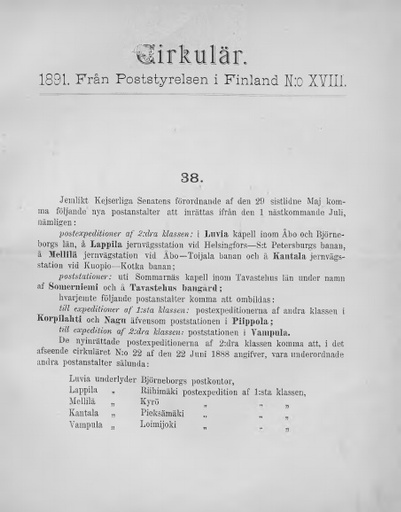 Cirkulär.
1891. Från Poststyrelsen i Finland N:o XVIII.
38.
Jemlikt Kejserliga Senatens förordnande af den 29 sistlidne Maj kom-
ma följande nya postanstalter att inrättas ifrån den 1 nästkommande Juli,
nämligen:
postexpeditioner af 2:dra klassen: i Luvia kapell inom Åbo och Björne-
borgs län, å Lappila jernvägsstation vid Helsingfors—S:t Petersburgs banan,
å Mellilä jernvägsstation vid Åbo—Toijala banan och å Kantala jernvägs-
station vid Kuopio—Kotka banan;
poststationer: uti Sommarnäs kapell inom Tavastehus län under namn
af Somerniemi och å Tavastehus bangård;
hvarjemte följande postanstalter komma att ombildas:
till expeditioner af 1:sta klassen: postexpeditionerna af andra klassen i
Korpilahti och Nagu äfvensom poststationen i Piippola;
till expedition af 2:dra klassen: poststationen i Vampula.
De nyinrättade postexpeditionerna af 2:dra klassen komma att, i det
afseende cirkuläret N:o 22 af den 22 Juni 1888 angifver, vara underordnade
andra postanstalter sålunda:
Luvia underlyder Björneborgs postkontor,
Lappila „ Riihimäki postexpedition af 1:sta klassen,
Mellilä „ Kyrö „ „ „
Kantala „ Pieksämäki „ „ „
Vampula „ Loimijoki „ „ „